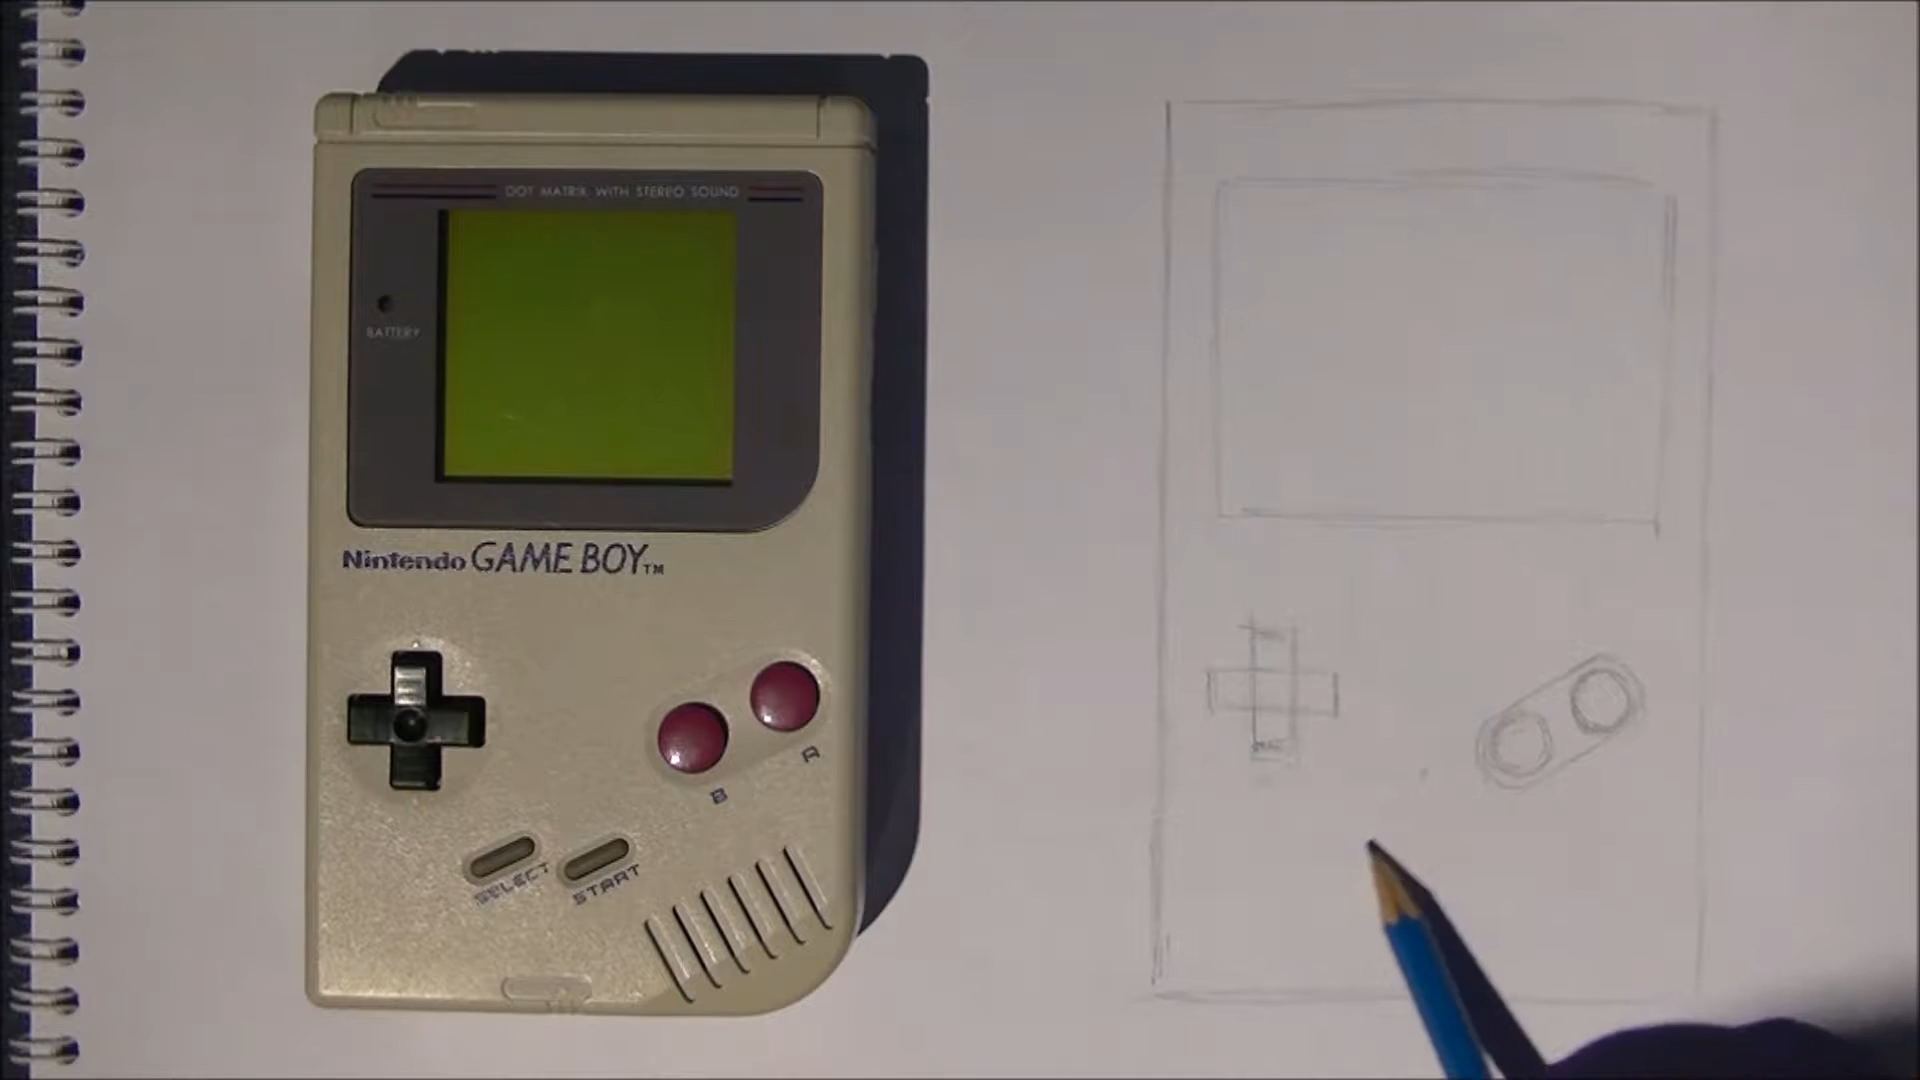 DOT MATRIX WITH STEREO SOUND
BATTERY
Nintendo GAME BOY™
A
B
SELECT
START